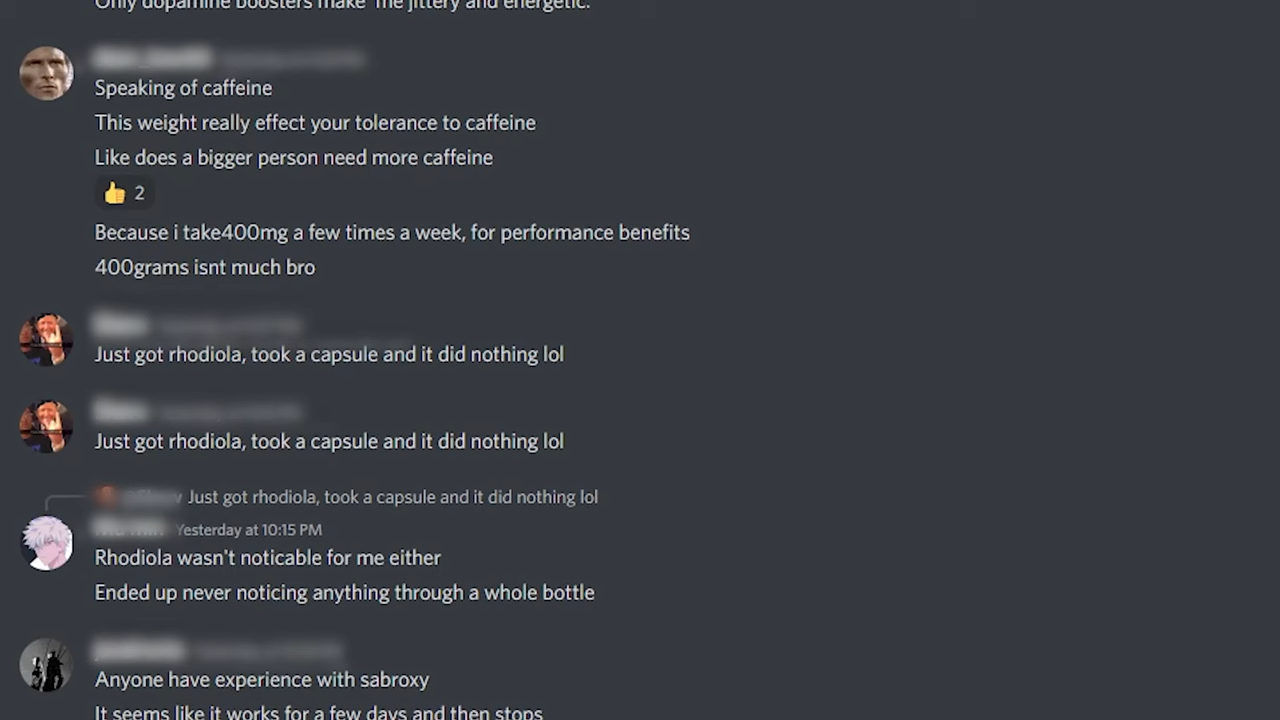 Only dopamine boosters make me jittery and energetic.
Speaking of caffeine
This weight really effect your tolerance to caffeine
Like does a bigger person need more caffeine
2
Because i take400mg a few times a week, for performance benefits
400grams isnt much bro
Just got rhodiola, took a capsule and it did nothing lol
Just got rhodiola, took a capsule and it did nothing lol
Just got rhodiola, took a capsule and it did nothing lol
Yesterday at 10:15 PM
Rhodiola wasn't noticable for me either
Ended up never noticing anything through a whole bottle
Anyone have experience with sabroxy
It seems like it works for a few days and then stops